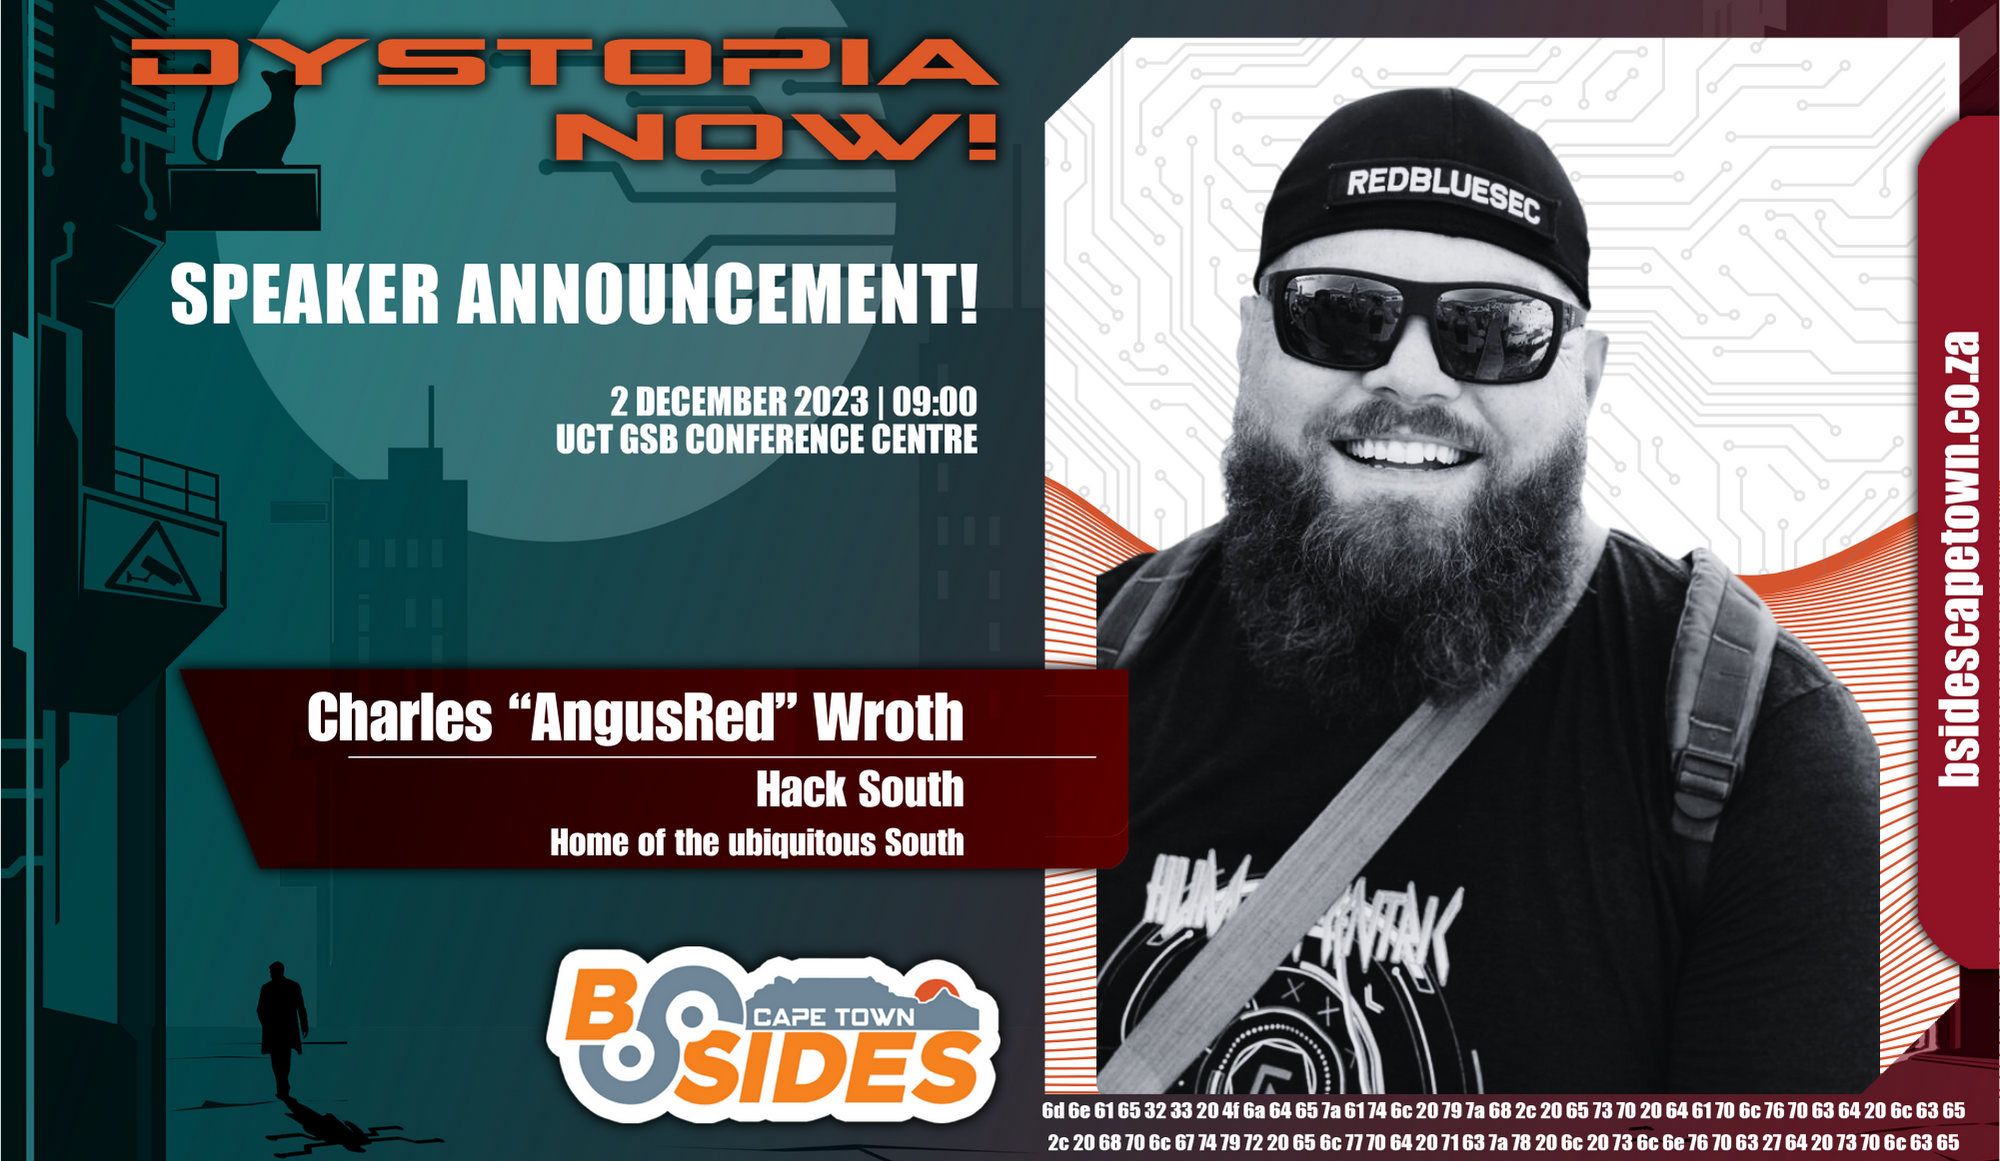 DYSTOPIA
NOW!
SPEAKER ANNOUNCEMENT!
2 DECEMBER 2023 | 09:00
UCT GSB CONFERENCE CENTRE
Charles “AngusRed” Wroth
Hack South
Home of the ubiquitous South
B SIDES
CAPE TOWN
REDBLUESEC
bsidescapetown.co.za
6d 6e 61 65 32 33 20 4f 6a 64 65 7a 61 74 6c 20 79 7a 68 2c 20 65 73 70 20 64 61 70 6c 76 70 63 64 20 6c 63 65
2c 20 68 70 6c 67 74 79 72 20 65 6c 77 70 64 20 71 63 7a 78 20 6c 20 73 6c 6e 76 70 63 27 64 20 73 70 6c 63 65